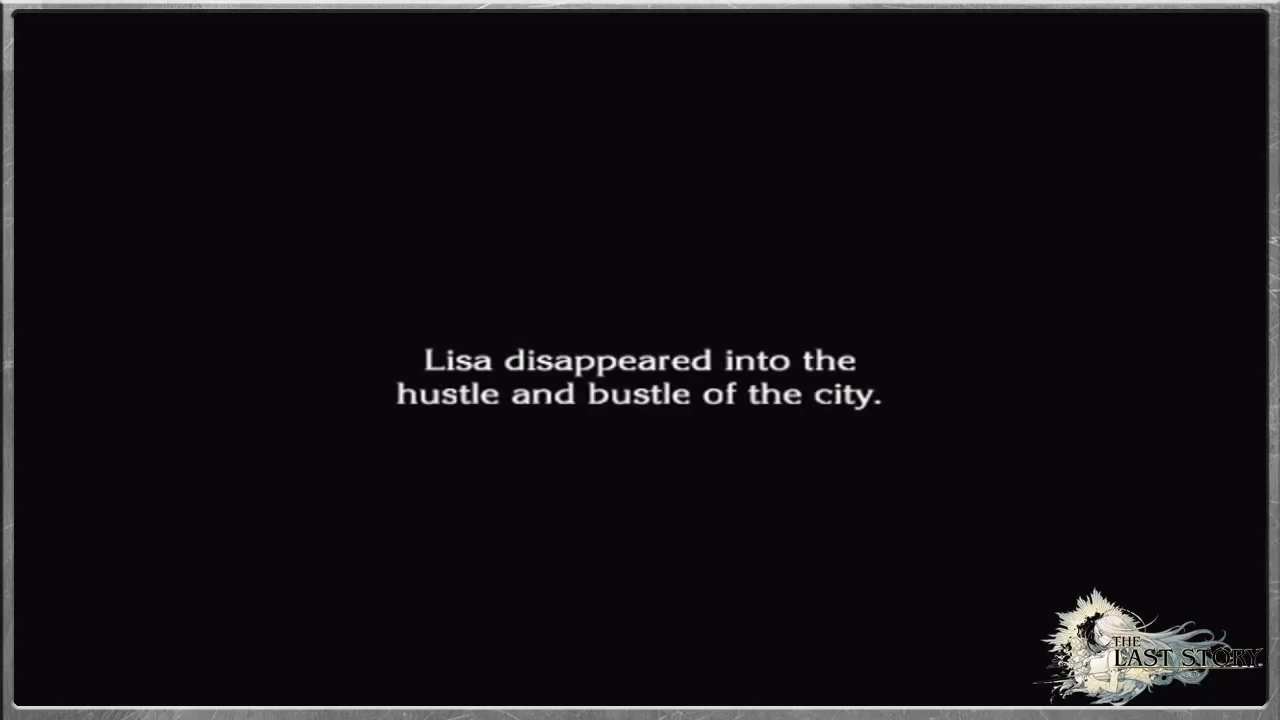 Lisa disappeared into the
hustle and bustle of the city.
THE
LAST STORY